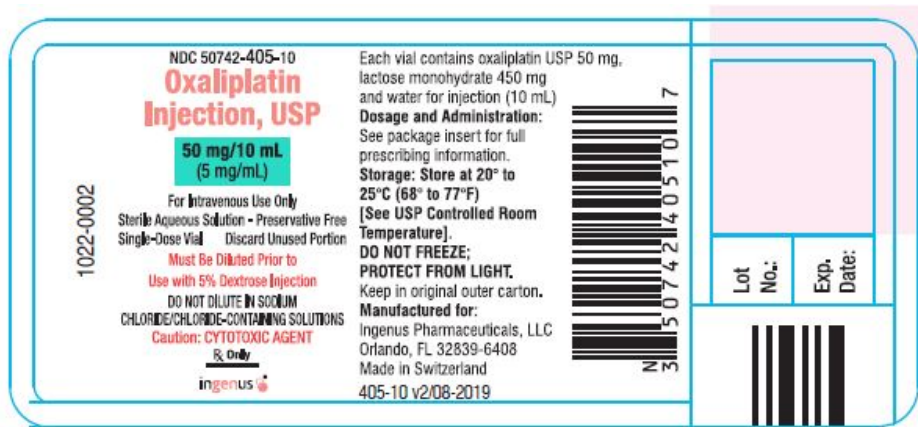 NDC 50742-405-10
Oxaliplatin
Injection, USP
50 mg/10 mL
(5 mg/mL)
For Intravenous Use Only
Sterile Aqueous Solution - Preservative Free
Single-Dose Vial Discard Unused Portion
Must Be Diluted Prior to
Use with 5% Dextrose Injection
DO NOT DILUTE IN SODIUM
CHLORIDE/CHLORIDE-CONTAINING SOLUTIONS
Caution: CYTOTOXIC AGENT
℞ Only
ingenus
1022-0002
Each vial contains oxaliplatin USP 50 mg,
lactose monohydrate 450 mg
and water for injection (10 mL)
Dosage and Administration:
See package insert for full
prescribing information.
Storage: Store at 20° to
25°C (68° to 77°F)
[See USP Controlled Room
Temperature].
DO NOT FREEZE;
PROTECT FROM LIGHT.
Keep in original outer carton.
Manufactured for:
Ingenus Pharmaceuticals, LLC
Orlando, FL 32839-6408
Made in Switzerland
405-10 v2/08-2019
N
3 50742 40510 7
Lot
No.:
Exp.
Date: